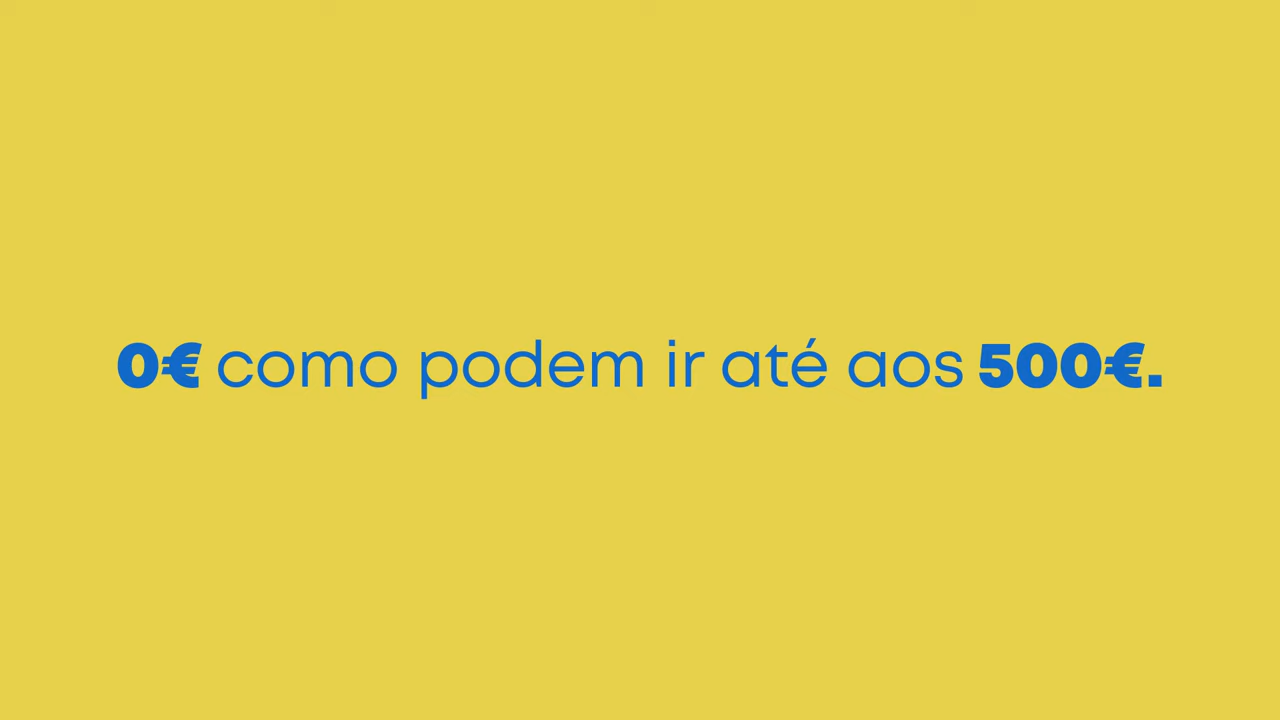 0€ como podem ir até aos 500€.